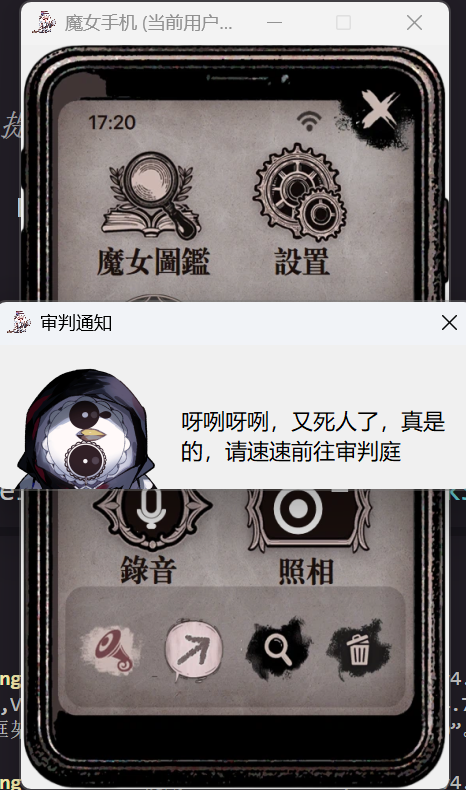 魔女手机 (当前用户...
17:20
魔女圖鑑
設置
审判通知
呀咧呀咧，又死人了，真是
的，请速速前往审判庭
錄音
照相